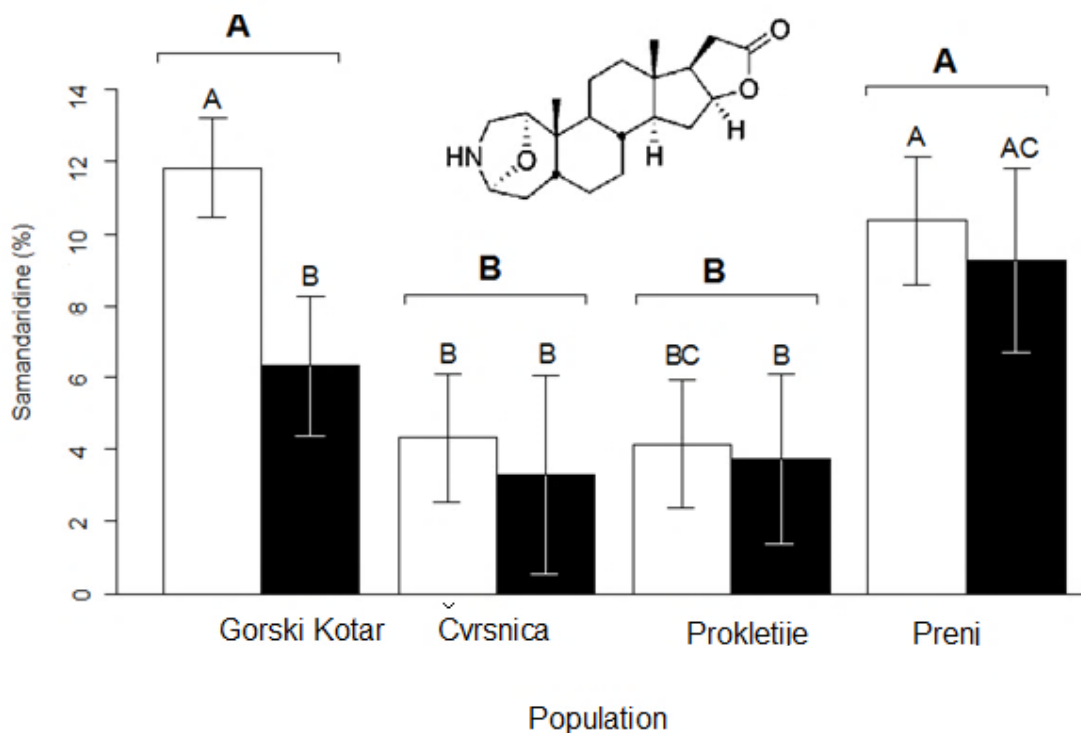 A
A
B
B
A
B
B
B
BC
B
A
AC
HN
O
H
H
O
O
Samandaridine (%)
14
12
10
8
6
4
2
0
Gorski Kotar Čvrsnica Prokletije Prenj
Population